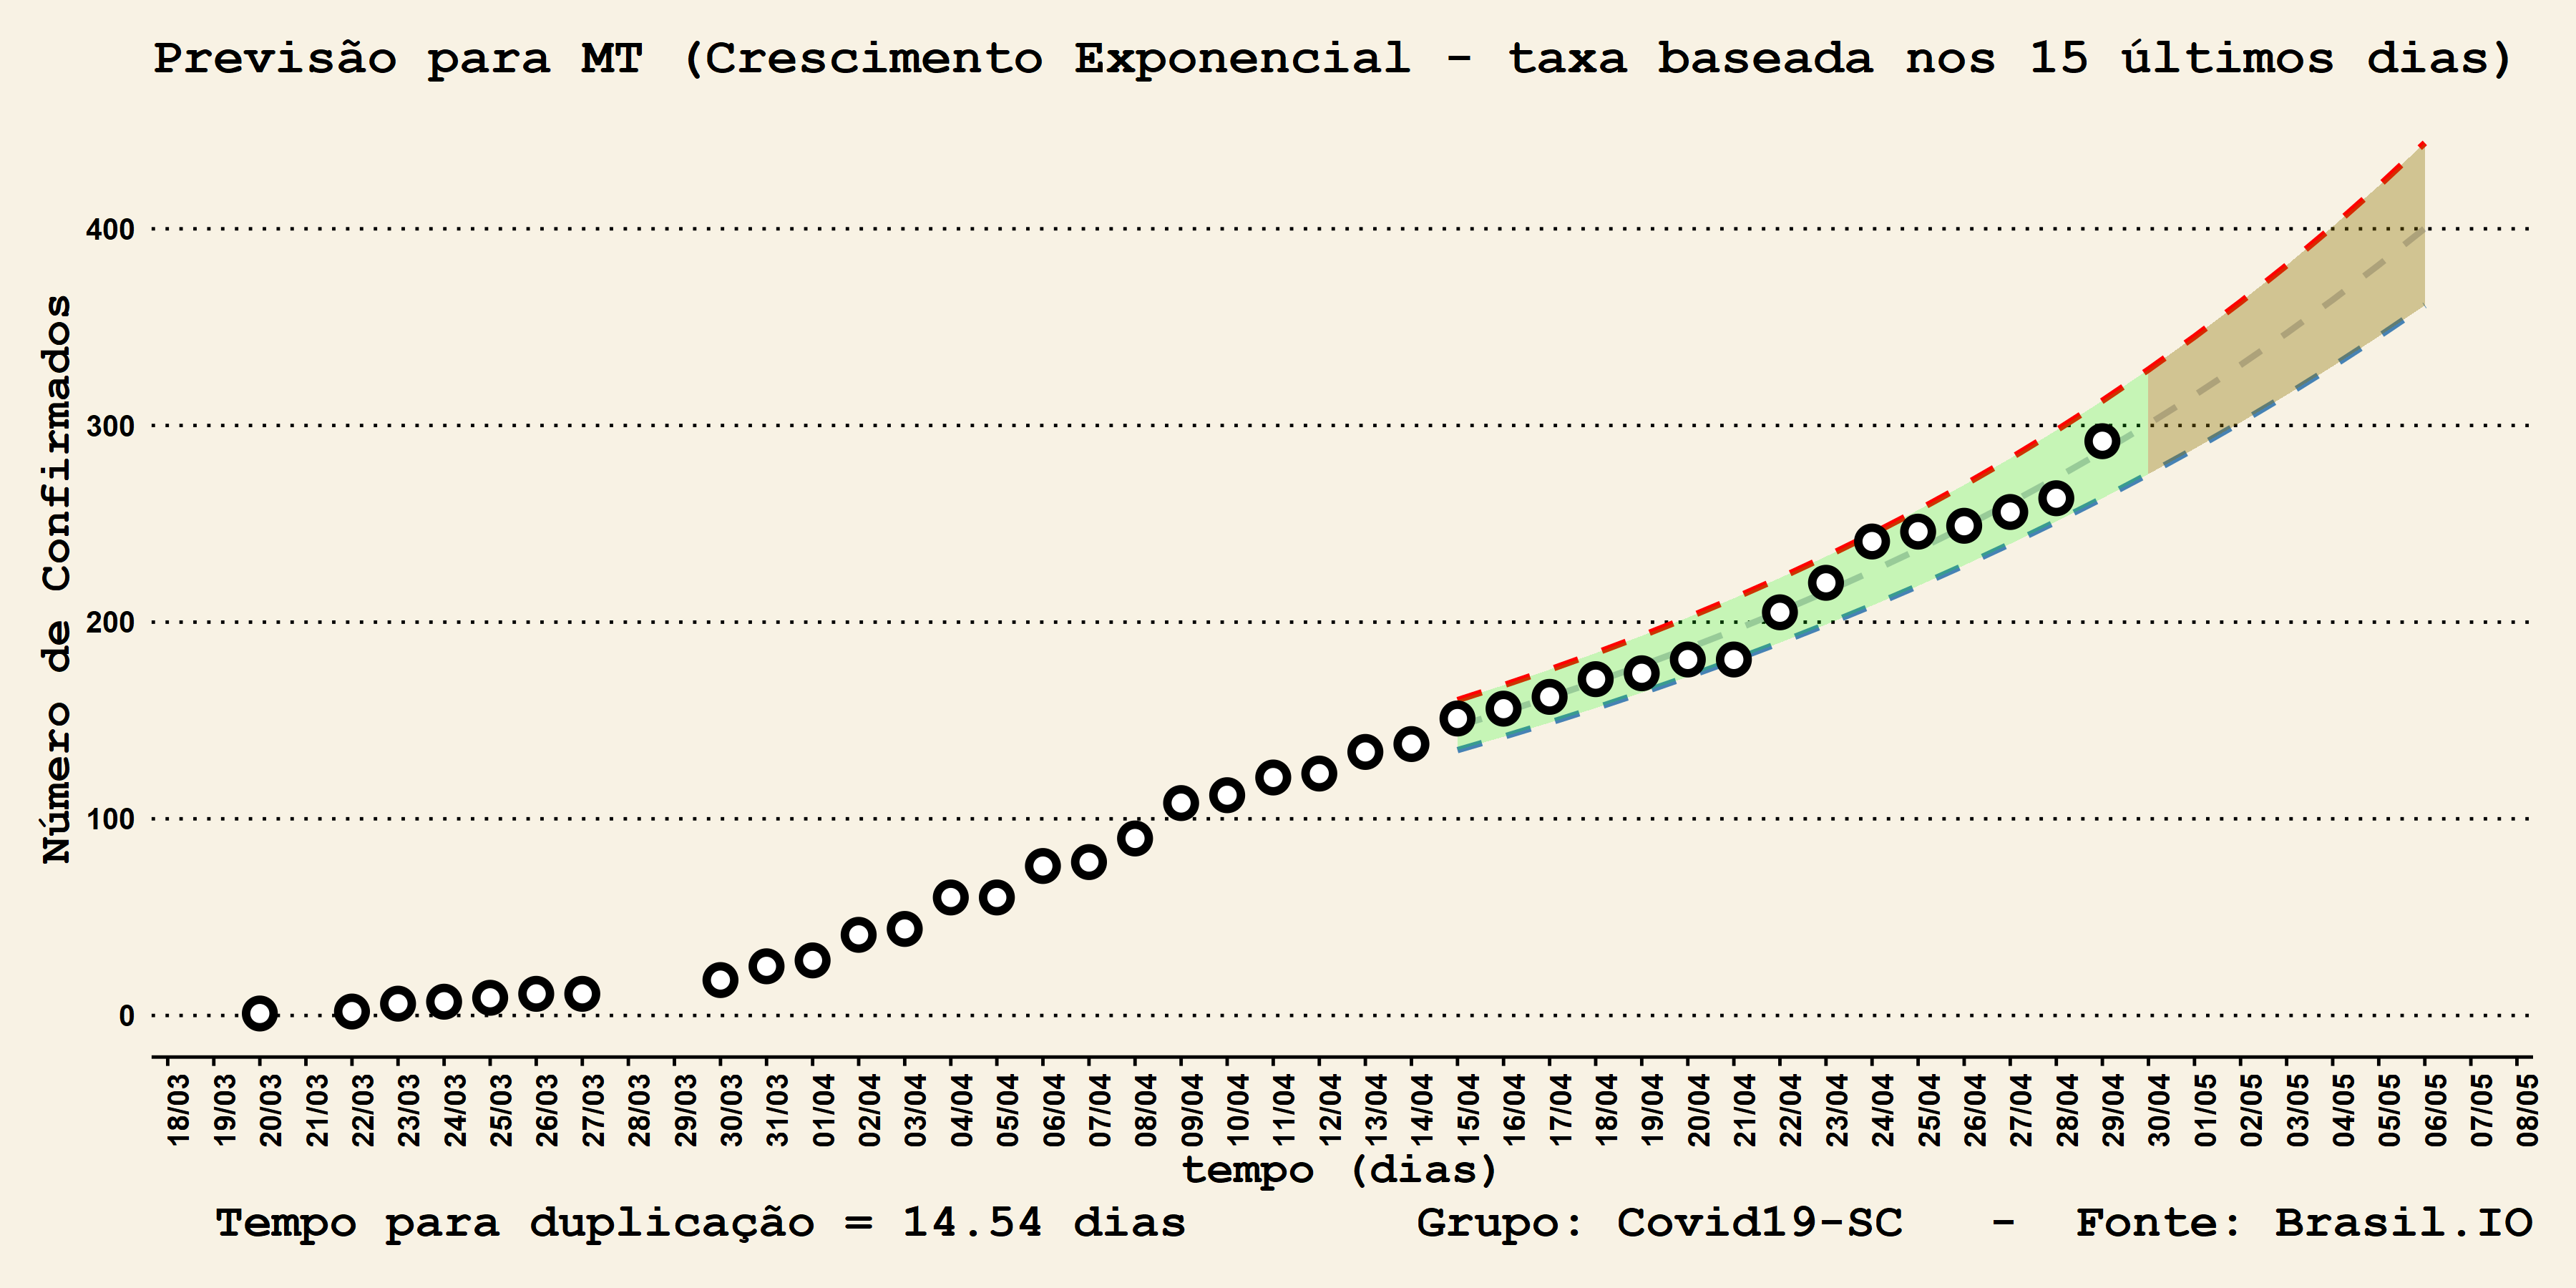 Previsão para MT (Crescimento Exponencial - taxa baseada nos 15 últimos dias)
Número de Confirmados
400
300
200
100
0
18/03 19/03 20/03 21/03 22/03 23/03 24/03 25/03 26/03 27/03 28/03 29/03 30/03 31/03 01/04 02/04 03/04 04/04 05/04 06/04 07/04 08/04 09/04 10/04 11/04 12/04 13/04 14/04 15/04 16/04 17/04 18/04 19/04 20/04 21/04 22/04 23/04 24/04 25/04 26/04 27/04 28/04 29/04 30/04 01/05 02/05 03/05 04/05 05/05 06/05 07/05 08/05
tempo (dias)
Tempo para duplicação = 14.54 dias Grupo: Covid19-SC - Fonte: Brasil.IO